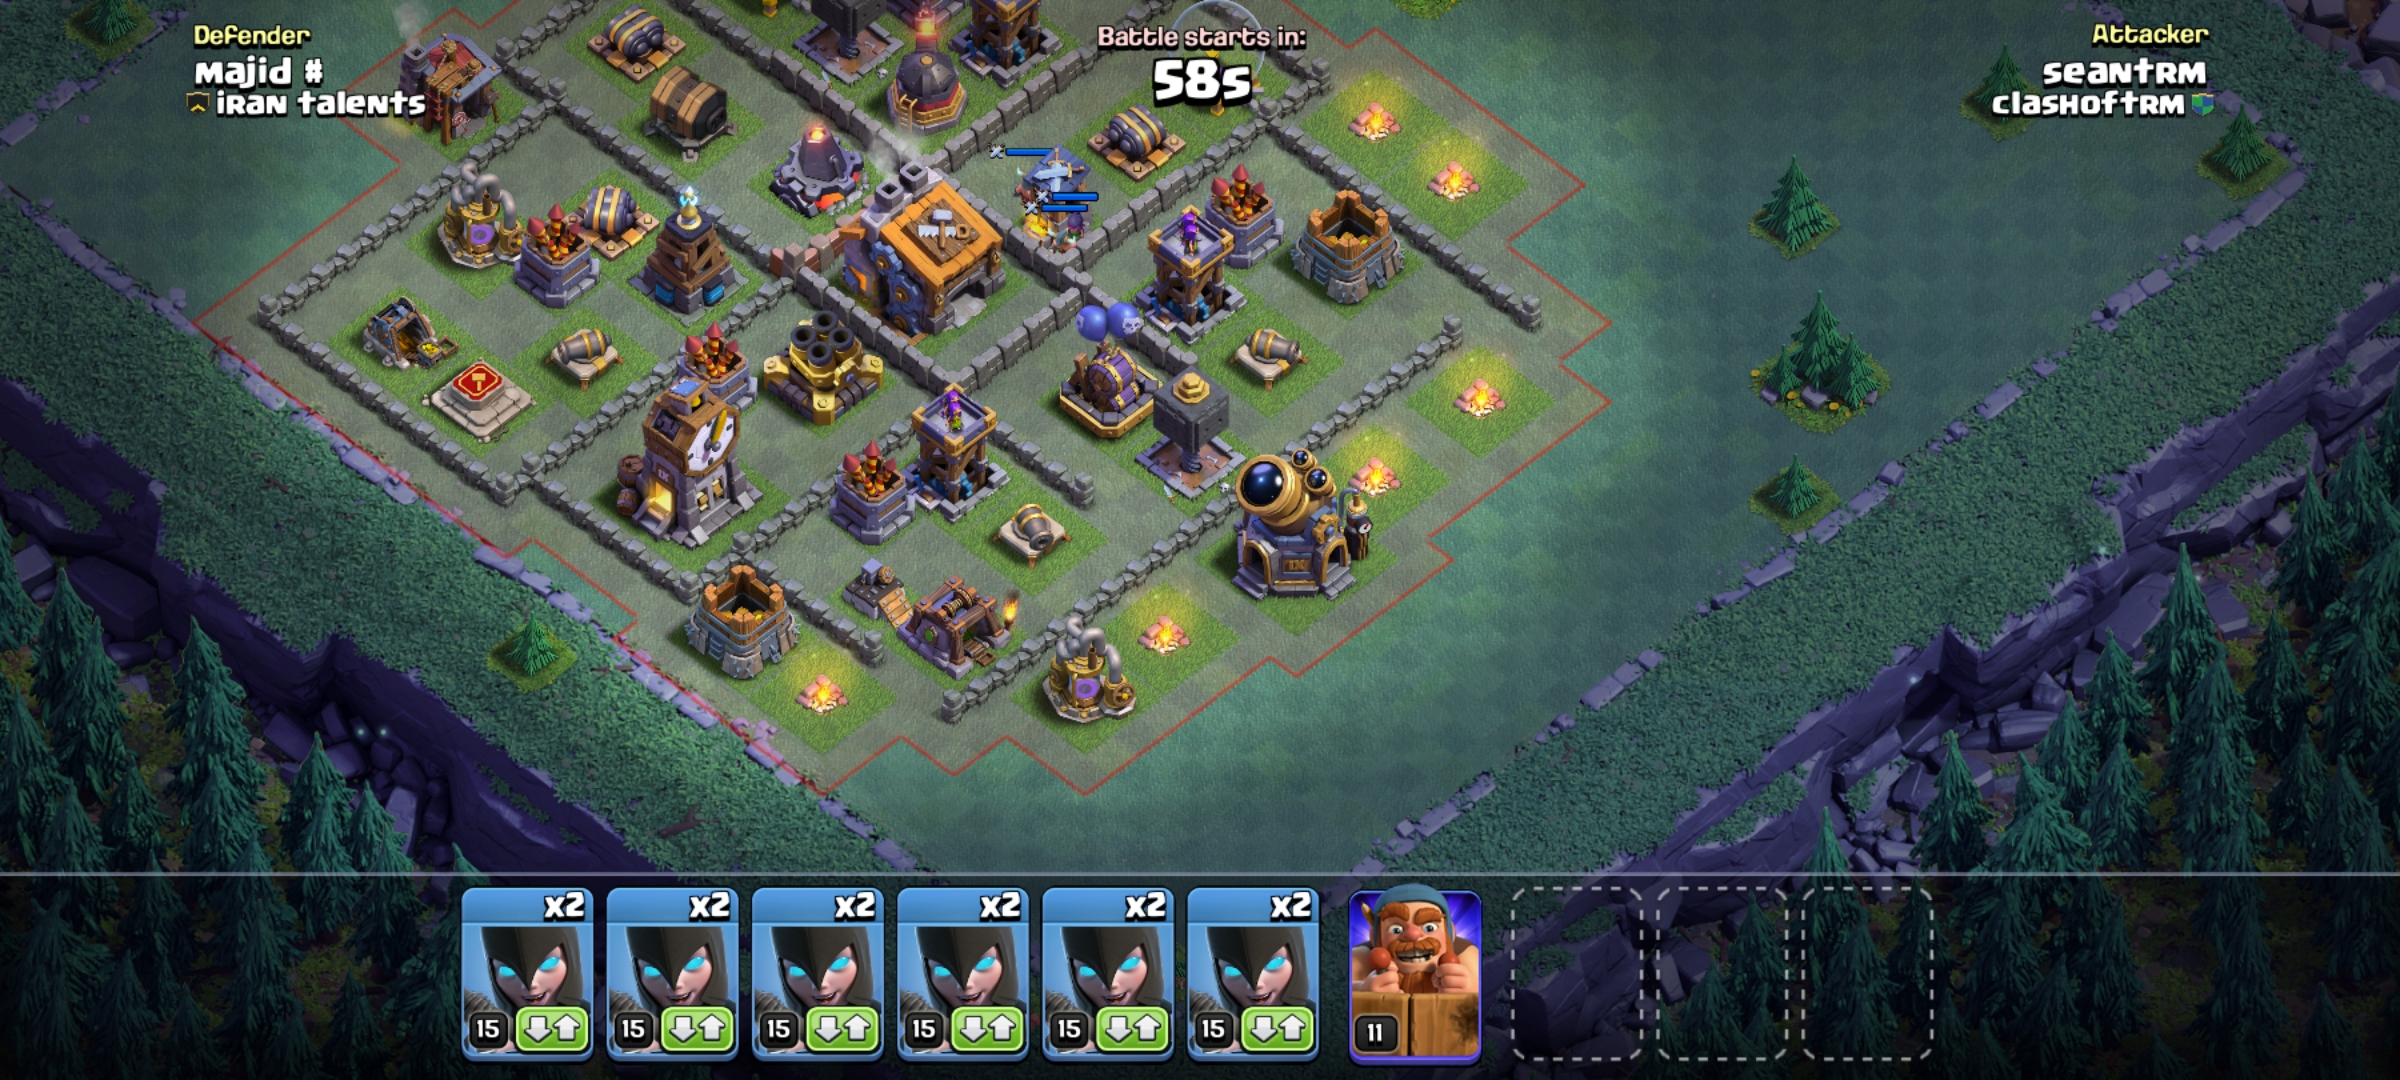 Defender
Majid #
iran talents
Battle starts in:
58s
Attacker
seantRM
clashoftRM
x2
x2
x2
x2
x2
x2
15
15
15
15
15
15
11